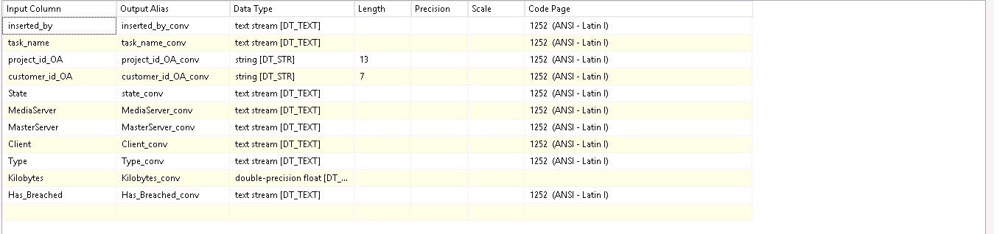 Input Column Output Alias Data Type Length Precision Scale Code Page
inserted_by inserted_by_conv text stream [DT_TEXT] 1252 (ANSI - Latin I)
task_name task_name_conv text stream [DT_TEXT] 1252 (ANSI - Latin I)
project_id_OA project_id_OA_conv string [DT_STR] 13 1252 (ANSI - Latin I)
customer_id_OA customer_id_OA_conv string [DT_STR] 7 1252 (ANSI - Latin I)
State state_conv text stream [DT_TEXT] 1252 (ANSI - Latin I)
MediaServer MediaServer_conv text stream [DT_TEXT] 1252 (ANSI - Latin I)
MasterServer MasterServer_conv text stream [DT_TEXT] 1252 (ANSI - Latin I)
Client Client_conv text stream [DT_TEXT] 1252 (ANSI - Latin I)
Type Type_conv text stream [DT_TEXT] 1252 (ANSI - Latin I)
Kilobytes Kilobytes_conv double-precision float [DT_...
Has_Breached Has_Breached_conv text stream [DT_TEXT] 1252 (ANSI - Latin I)